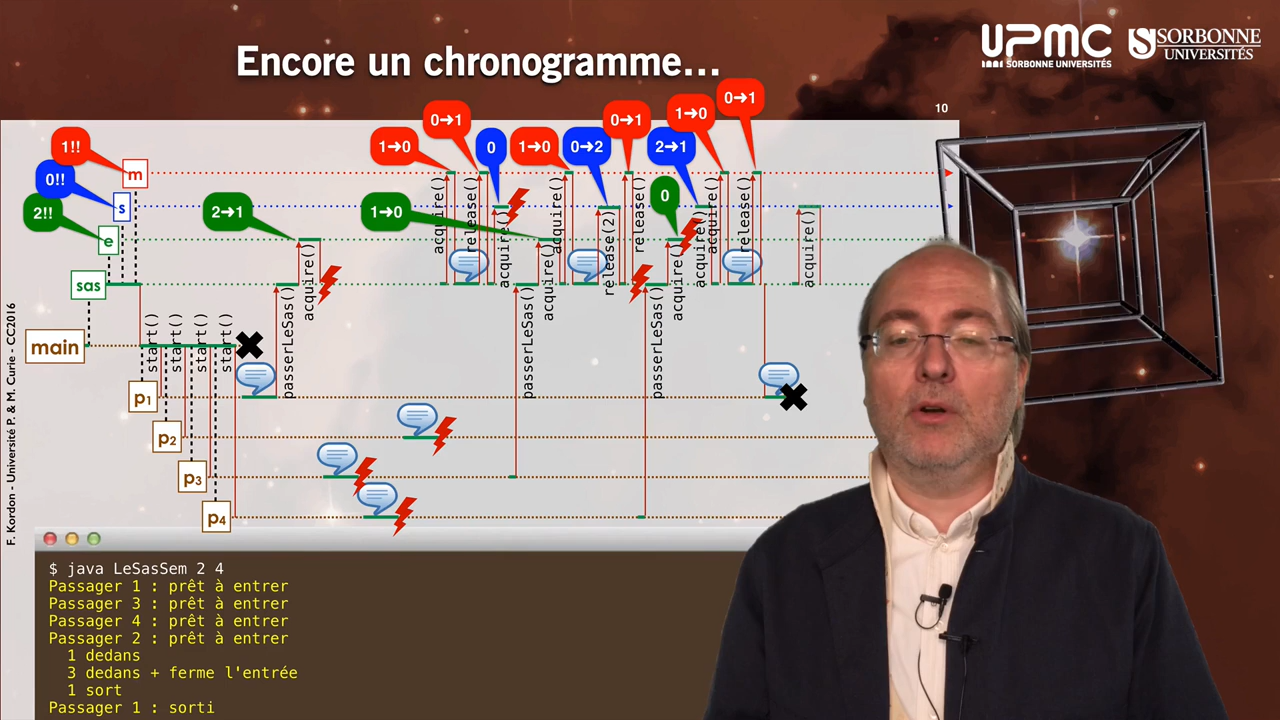 Encore un chronogramme...
UPMC
SORBONNE UNIVERSITÉS
SORBONNE
UNIVERSITÉS
10
0➜1
0➜1
1➜0
0➜1
1➜0
0
1➜0
0➜2
2➜1
1!!
m
0!!
s
2!!
e
2➜1
1➜0
0
sas
main
p1
p2
p3
p4
start()
start()
start()
start()
passerLeSas()
acquire()
acquire()
release()
acquire()
passerLeSas()
acquire()
acquire()
release(2)
release()
passerLeSas()
acquire()
acquire()
acquire()
release()
acquire()
F. Kordon - Université P. & M. Curie - CC2016
$ java LeSasSem 2 4
Passager 1 : prêt à entrer
Passager 3 : prêt à entrer
Passager 4 : prêt à entrer
Passager 2 : prêt à entrer
1 dedans
3 dedans + ferme l'entrée
1 sort
Passager 1 : sorti